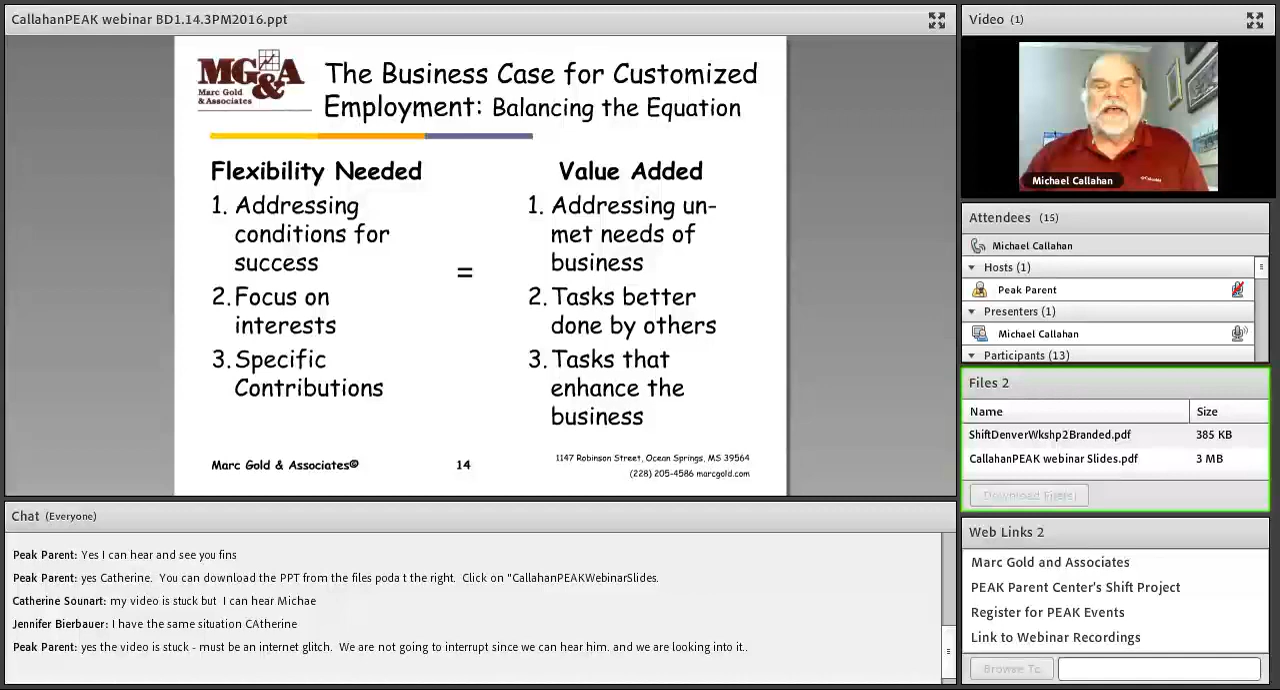 CallahanPEAK webinar BD1.14.3PM2016.ppt
MG&A
Marc Gold
& Associates
The Business Case for Customized
Employment: Balancing the Equation
Flexibility Needed
1. Addressing
conditions for
success
2. Focus on
interests
3. Specific
Contributions
=
Value Added
1. Addressing un-
met needs of
business
2. Tasks better
done by others
3. Tasks that
enhance the
business
Marc Gold & Associates©
14
1147 Robinson Street, Ocean Springs, MS 39564
(228) 205-4586 marcgold.com
Chat (Everyone)
Peak Parent: Yes I can hear and see you fins
Peak Parent: yes Catherine. You can download the PPT from the files poda t the right. Click on "CallahanPEAKWebinarSlides.
Catherine Sounart: my video is stuck but I can hear Michae
Jennifer Bierbauer: I have the same situation CAtherine
Peak Parent: yes the video is stuck - must be an internet glitch. We are not going to interrupt since we can hear him. and we are looking into it..
Video (1)
Michael Callahan
Attendees (15)
Michael Callahan
Hosts (1)
Peak Parent
Presenters (1)
Michael Callahan
Participants (13)
Files 2
Name Size
ShiftDenverWkshp2Branded.pdf 385 KB
CallahanPEAK webinar Slides.pdf 3 MB
Download File(s)
Web Links 2
Marc Gold and Associates
PEAK Parent Center's Shift Project
Register for PEAK Events
Link to Webinar Recordings
Browse To